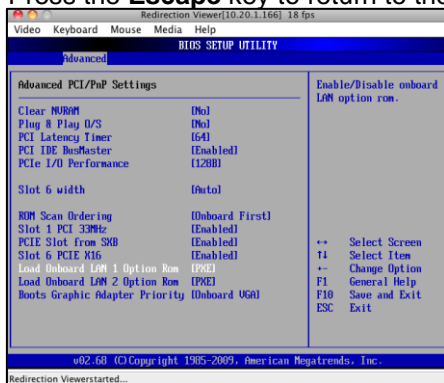 Press the Escape key to return to the
Redirection Viewer[10.20.1.166] 18 fps
Video Keyboard Mouse Media Help
BIOS SETUP UTILITY
Advanced
Advanced PCI/PnP Settings
Enable/Disable onboard
LAN option rom.
Clear NVRAM [No]
Plug & Play O/S [No]
PCI Latency Timer [64]
PCI IDE BusMaster [Enabled]
PCIe I/O Performance [128B]
Slot 6 width [Auto]
ROM Scan Ordering [Onboard First]
Slot 1 PCI 33MHz [Enabled]
PCIE Slot from SXB [Enabled]
Slot 6 PCIE X16 [Enabled]
Load Onboard LAN 1 Option Rom [PXE]
Load Onboard LAN 2 Option Rom [PXE]
Boots Graphic Adapter Priority [Onboard VGA]
↔ Select Screen
↑↓ Select Item
+- Change Option
F1 General Help
F10 Save and Exit
ESC Exit
v02.68 (C)Copyright 1985-2009, American Megatrends, Inc.
Redirection Viewerstarted...